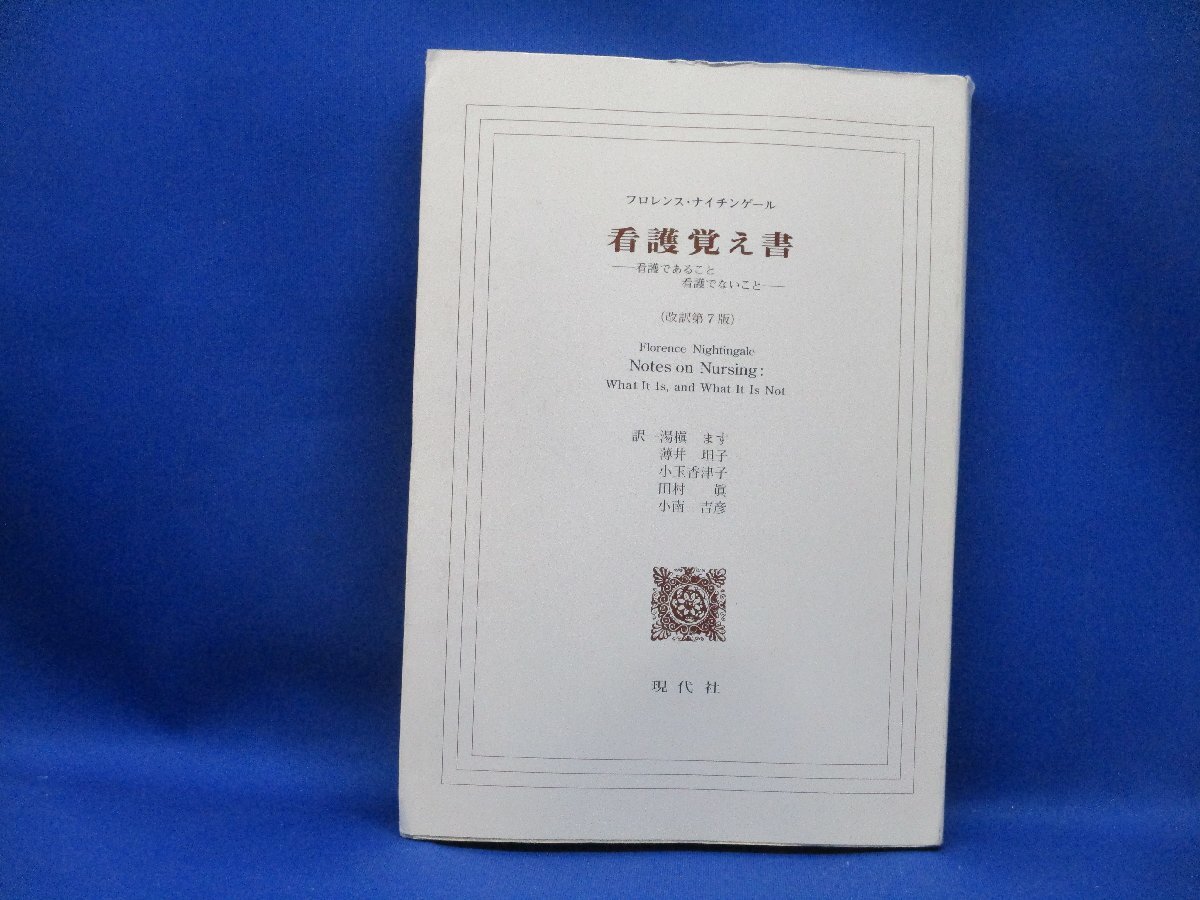 フロレンス・ナイチンゲール
看護覚え書
——看護であること
看護でないこと——
(改訳第7版)
Florence Nightingale
Notes on Nursing:
What It Is, and What It Is Not
訳 湯槇 ます
薄井 坦子
小玉香津子
田村 眞
小南 吉彦
現代社